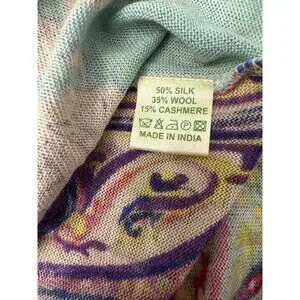 50% SILK
35% WOOL
15% CASHMERE
MADE IN INDIA